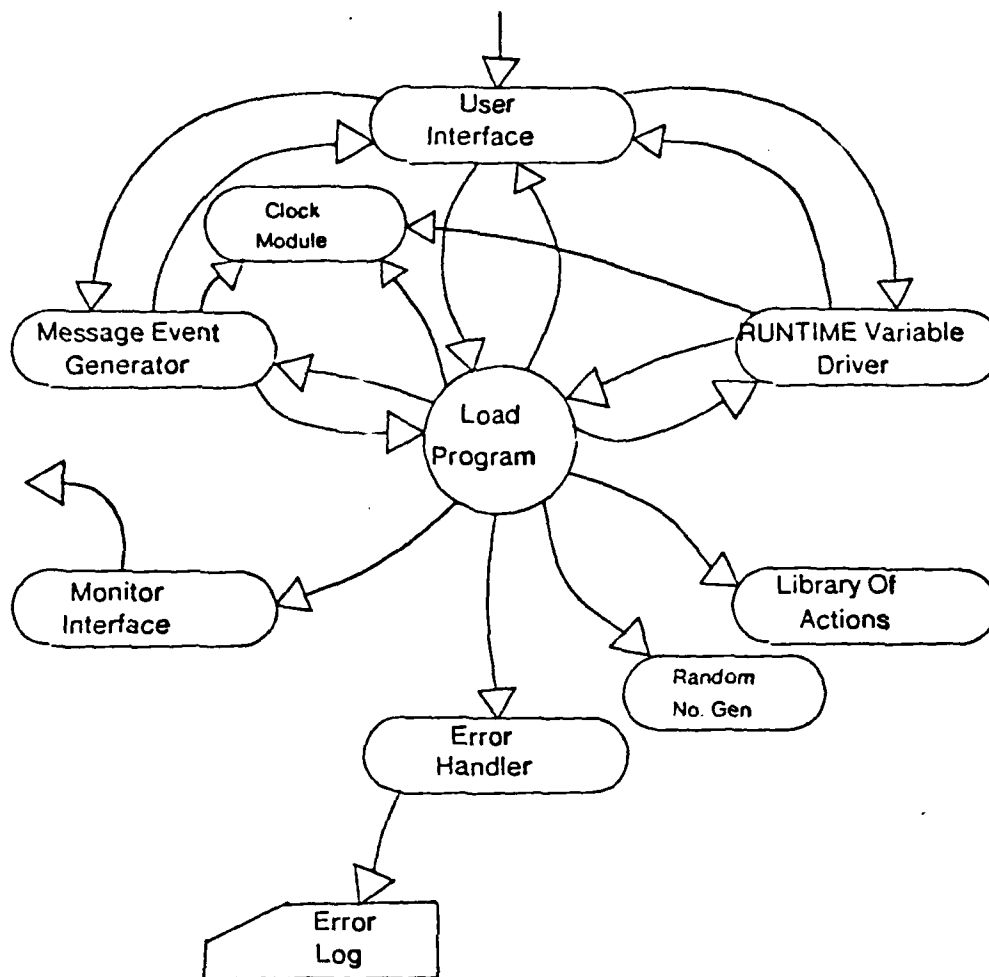 User
Interface
Clock
Module
Message Event
Generator
RUNTIME Variable
Driver
Load
Program
Monitor
Interface
Library Of
Actions
Random
No. Gen
Error
Handler
Error
Log